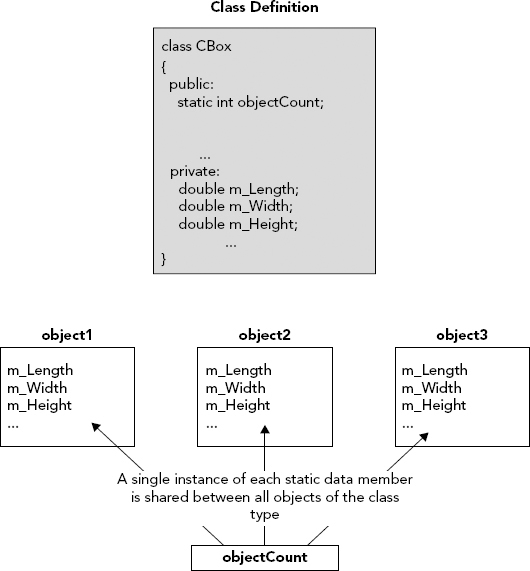 Class Definition
class CBox
{
public:
static int objectCount;
...
private:
double m_Length;
double m_Width;
double m_Height;
...
}
object1
m_Length
m_Width
m_Height
...
object2
m_Length
m_Width
m_Height
...
object3
m_Length
m_Width
m_Height
...
A single instance of each static data member
is shared between all objects of the class
type
objectCount